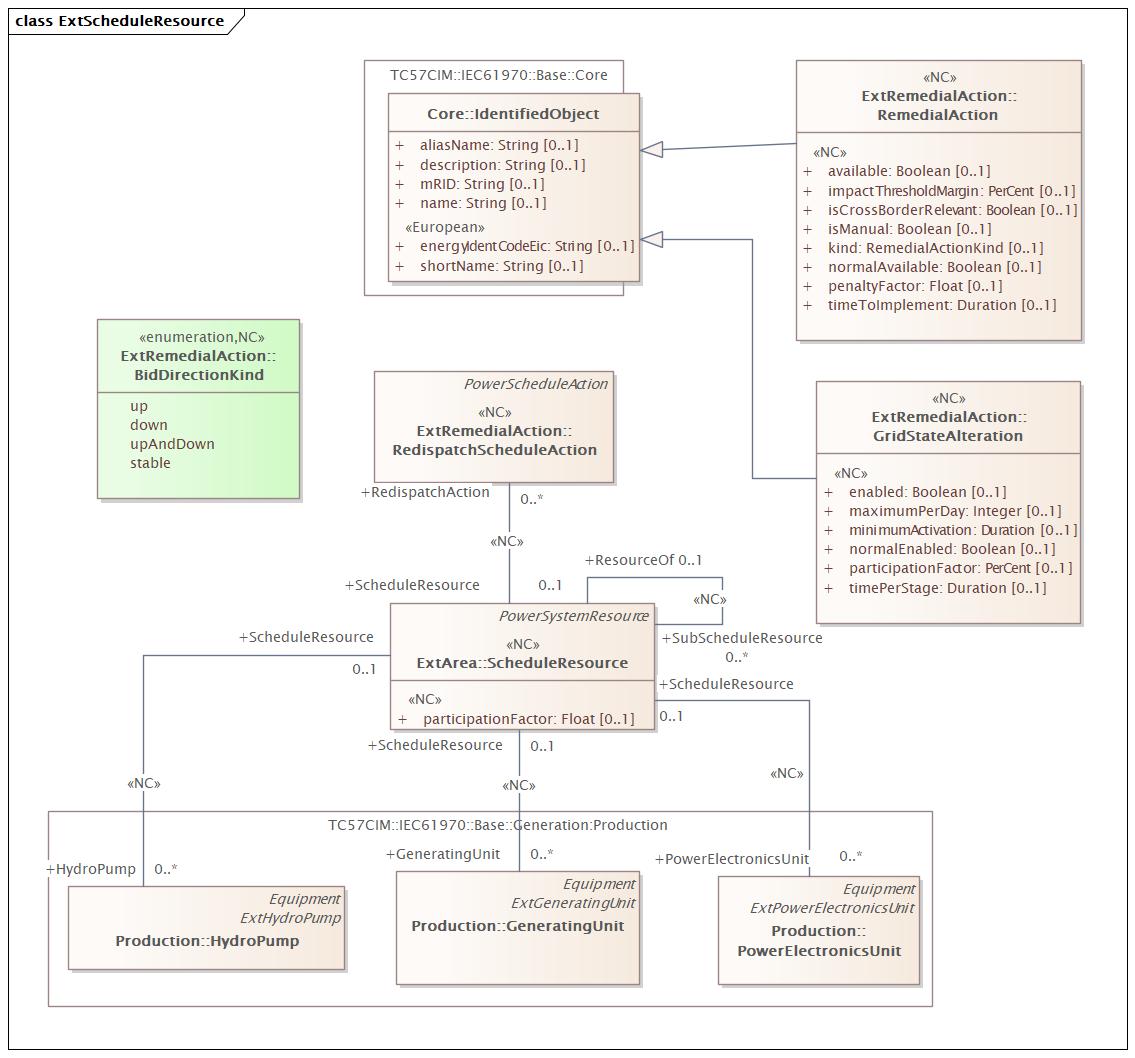 class ExtScheduleResource
TC57CIM::IEC61970::Base::Core
Core::IdentifiedObject
+ aliasName: String [0..1]
+ description: String [0..1]
+ mRID: String [0..1]
+ name: String [0..1]
«European»
+ energyIdentCodeEic: String [0..1]
+ shortName: String [0..1]
«NC»
ExtRemedialAction::
RemedialAction
«NC»
+ available: Boolean [0..1]
+ impactThresholdMargin: PerCent [0..1]
+ isCrossBorderRelevant: Boolean [0..1]
+ isManual: Boolean [0..1]
+ kind: RemedialActionKind [0..1]
+ normalAvailable: Boolean [0..1]
+ penaltyFactor: Float [0..1]
+ timeToImplement: Duration [0..1]
«enumeration,NC»
ExtRemedialAction::
BidDirectionKind
up
down
upAndDown
stable
PowerScheduleAction
«NC»
ExtRemedialAction::
RedispatchScheduleAction
«NC»
ExtRemedialAction::
GridStateAlteration
«NC»
+ enabled: Boolean [0..1]
+ maximumPerDay: Integer [0..1]
+ minimumActivation: Duration [0..1]
+ normalEnabled: Boolean [0..1]
+ participationFactor: PerCent [0..1]
+ timePerStage: Duration [0..1]
+RedispatchAction
0..*
«NC»
+ScheduleResource
0..1
+ResourceOf 0..1
«NC»
+SubScheduleResource
0..*
PowerSystemResource
«NC»
ExtArea::ScheduleResource
«NC»
+ participationFactor: Float [0..1]
+ScheduleResource
0..1
+ScheduleResource
0..1
+ScheduleResource
0..1
«NC»
«NC»
«NC»
TC57CIM::IEC61970::Base::Generation:Production
+HydroPump
0..*
+GeneratingUnit
0..*
+PowerElectronicsUnit
0..*
Equipment
ExtHydroPump
Production::HydroPump
Equipment
ExtGeneratingUnit
Production::GeneratingUnit
Equipment
ExtPowerElectronicsUnit
Production::
PowerElectronicsUnit